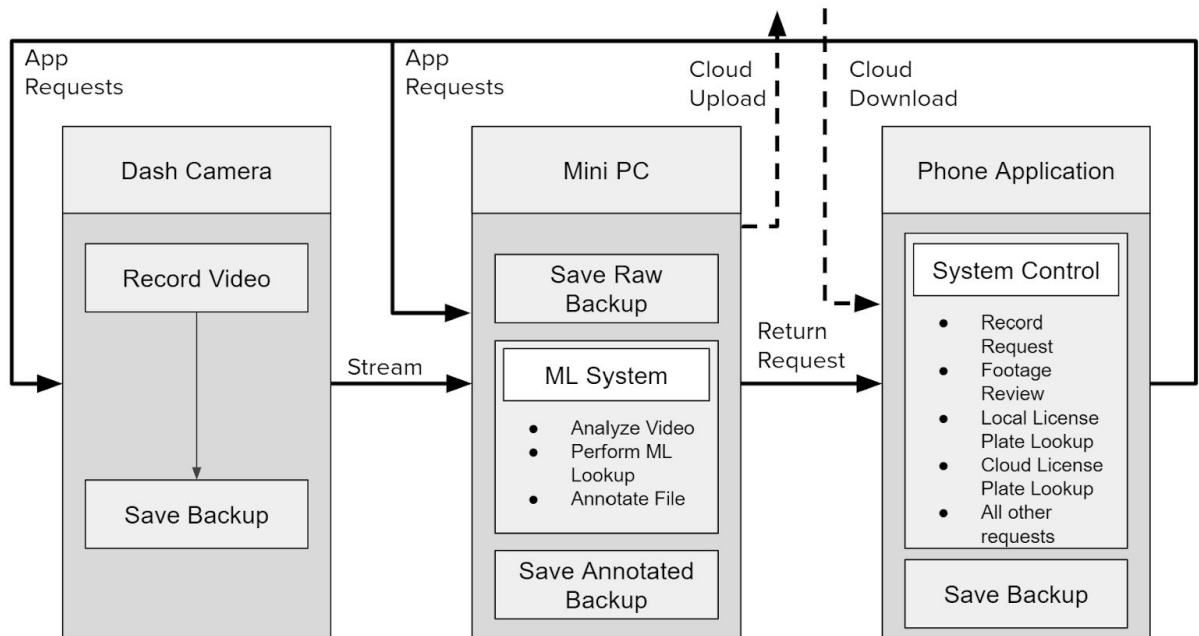 App
Requests
App
Requests
Cloud
Upload
Cloud
Download
Dash Camera
Record Video
Save Backup
Stream
Mini PC
Save Raw
Backup
ML System
● Analyze Video
● Perform ML
Lookup
● Annotate File
Save Annotated
Backup
Return
Request
Phone Application
System Control
● Record
Request
● Footage
Review
● Local License
Plate Lookup
● Cloud License
Plate Lookup
● All other
requests
Save Backup